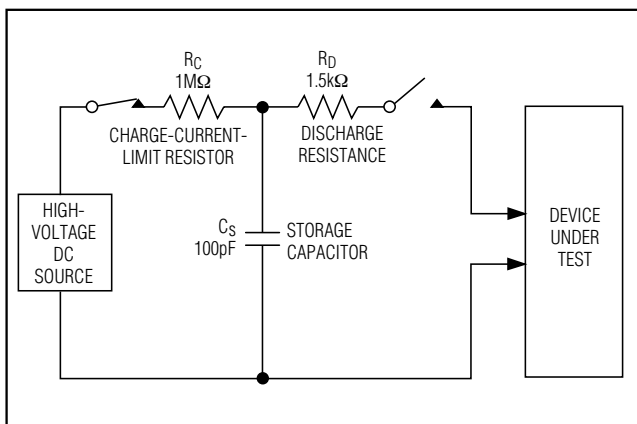 R_C
1MΩ
CHARGE-CURRENT-
LIMIT RESISTOR
R_D
1.5kΩ
DISCHARGE
RESISTANCE
HIGH-
VOLTAGE
DC
SOURCE
C_S
100pF
STORAGE
CAPACITOR
DEVICE
UNDER
TEST